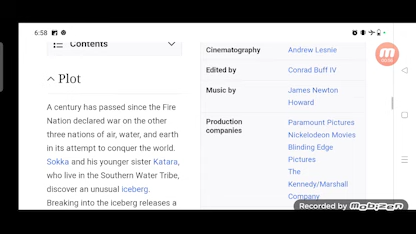 6:58
Contents
Plot
A century has passed since the Fire
Nation declared war on the other
three nations of air, water, and earth
in its attempt to conquer the world.
Sokka and his younger sister Katara,
who live in the Southern Water Tribe,
discover an unusual iceberg.
Breaking into the iceberg releases a
Cinematography Andrew Lesnie
Edited by Conrad Buff IV
Music by James Newton
Howard
Production Paramount Pictures
companies Nickelodeon Movies
Blinding Edge
Pictures
The
Kennedy/Marshall
Company
Recorded by Mobizen